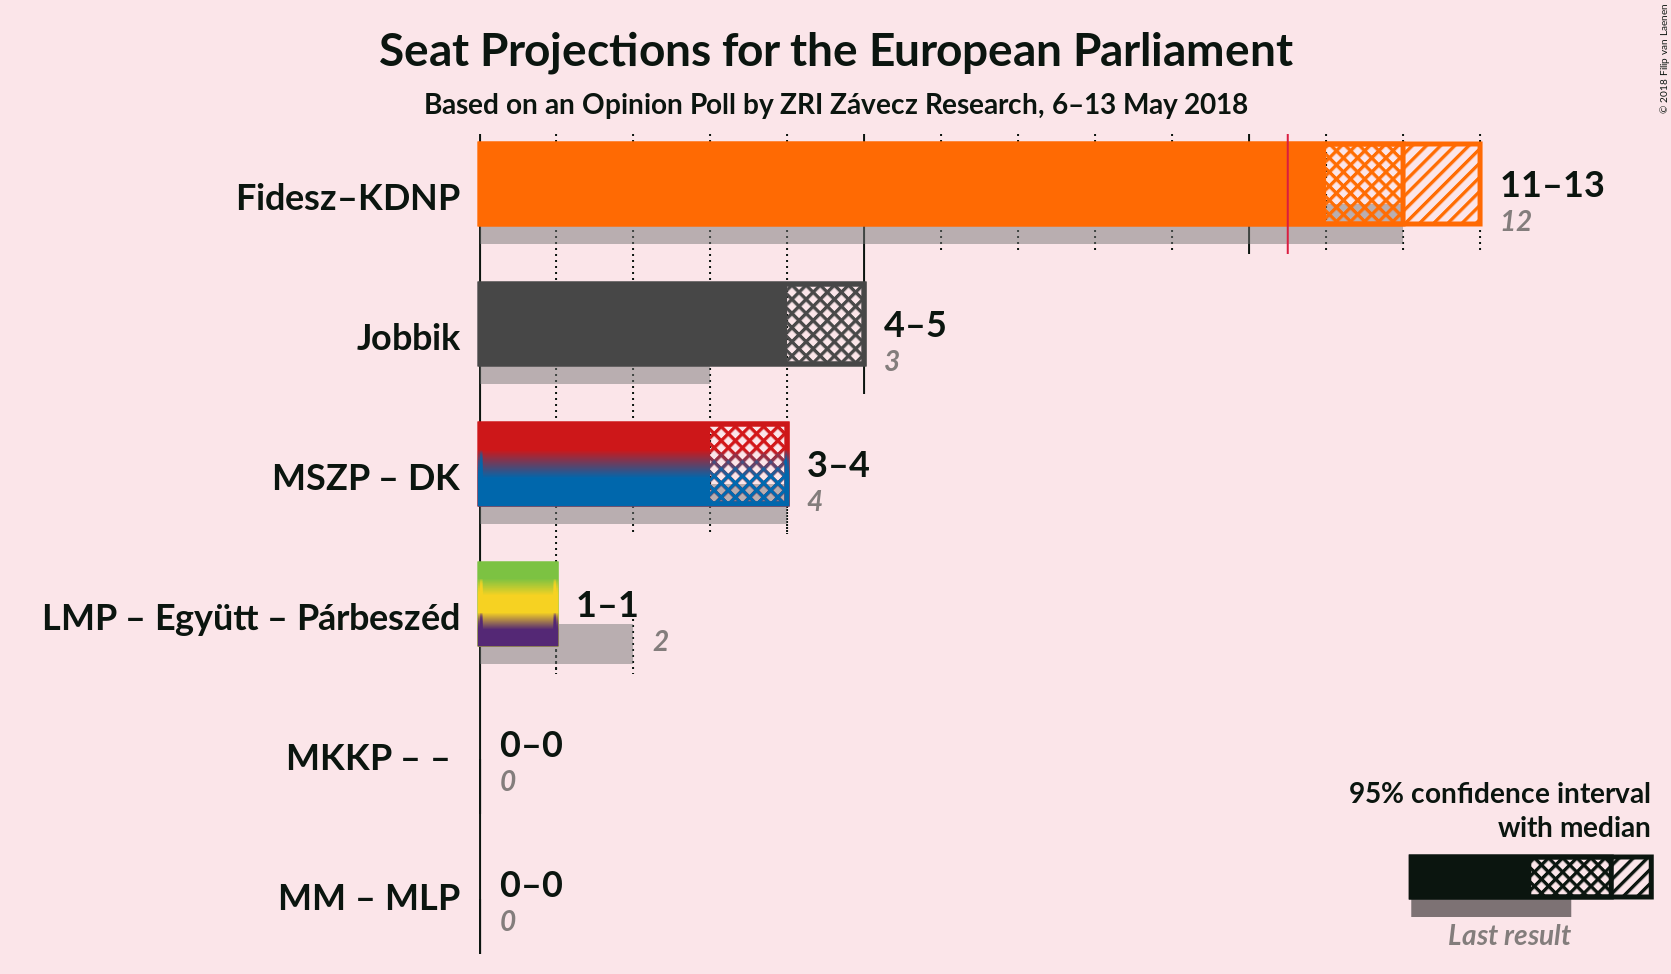 Seat Projections for the European Parliament
Based on an Opinion Poll by ZRI Závecz Research, 6–13 May 2018
© 2018 Filip van Laenen
Fidesz–KDNP
11–13
12
Jobbik
4–5
3
MSZP – DK
3–4
4
LMP – Együtt – Párbeszéd
1–1
2
MKKP – –
0–0
0
MM – MLP
0–0
0
95% confidence interval
with median
Last result